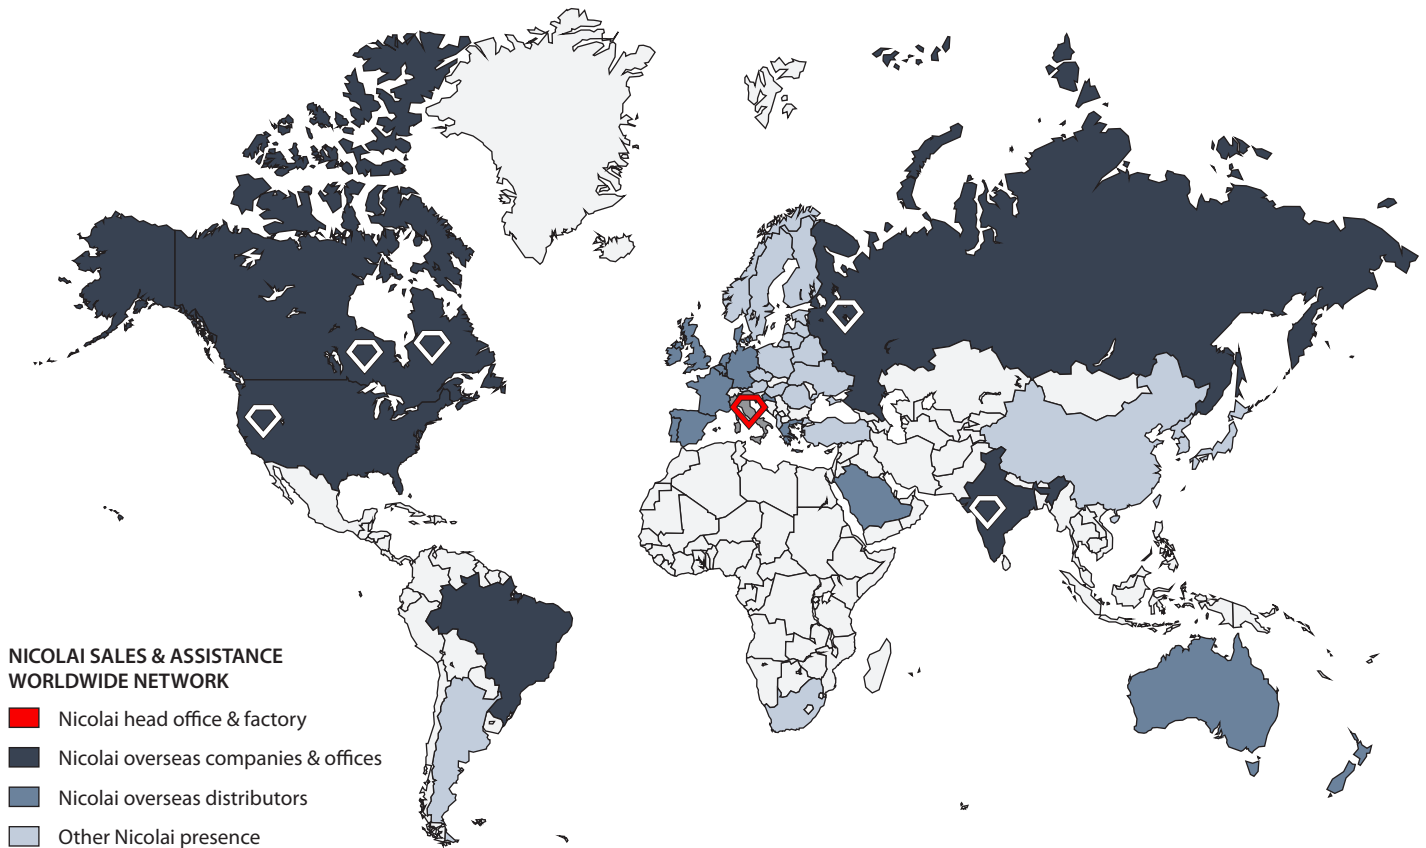 NICOLAI SALES & ASSISTANCE
WORLDWIDE NETWORK
Nicolai head office & factory
Nicolai overseas companies & offices
Nicolai overseas distributors
Other Nicolai presence